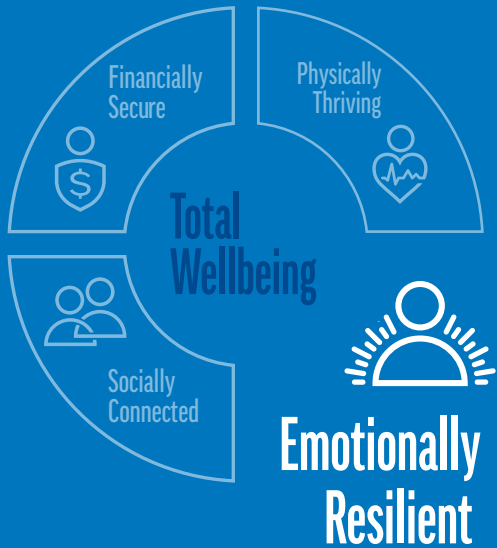 Financially
Secure
Physically
Thriving
$
Total
Wellbeing
Socially
Connected
Emotionally
Resilient